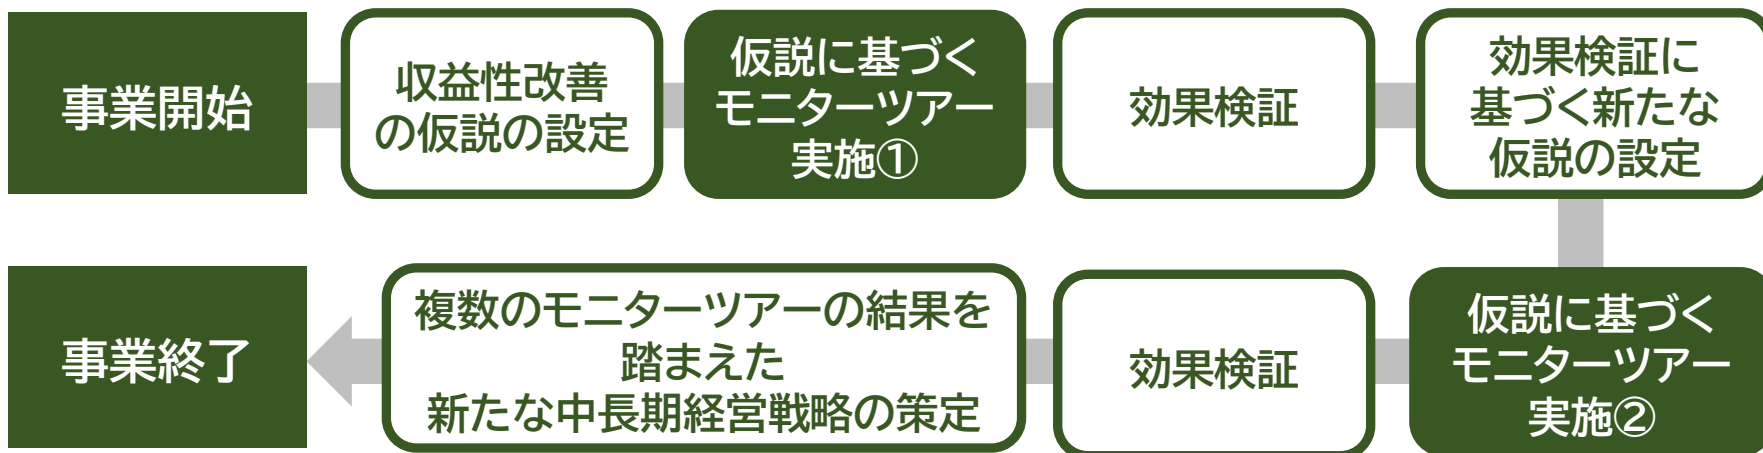 事業開始
収益性改善
の仮説の設定
仮説に基づく
モニターツアー
実施①
効果検証
効果検証に
基づく新たな
仮説の設定
仮説に基づく
モニターツアー
実施②
効果検証
複数のモニターツアーの結果を
踏まえた
新たな中長期経営戦略の策定
事業終了